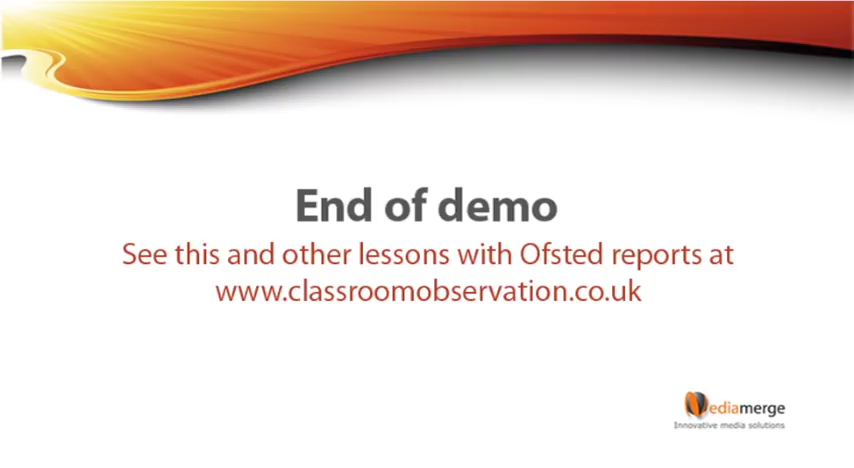 End of demo
See this and other lessons with Ofsted reports at
www.classroomobservation.co.uk
Mediamerge
Innovative media solutions